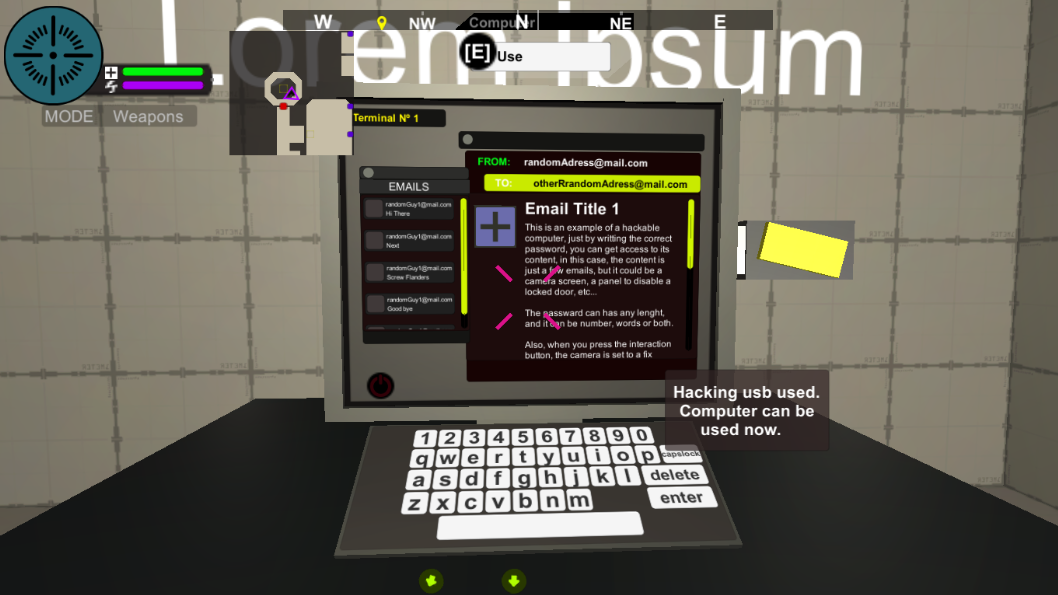 W NW N NE E
Computer
Lorem Ipsum
[E] Use
MODE Weapons
Terminal Nº 1
FROM: randomAdress@mail.com
TO: otherRrandomAdress@mail.com
EMAILS
randomGuy1@mail.com
Hi There
randomGuy1@mail.com
Next
randomGuy1@mail.com
Screw Flanders
randomGuy1@mail.com
Good bye
Email Title 1
This is an example of a hackable
computer, just by writting the correct
password, you can get access to its
content, in this case, the content is
just a few emails, but it could be a
camera screen, a panel to disable a
locked door, etc...
The passward can has any lenght,
and it can be number, words or both.
Also, when you press the interaction
button, the camera is set to a fix
Hacking usb used.
Computer can be
used now.
1 2 3 4 5 6 7 8 9 0
q w e r t y u i o p capslock
a s d f g h j k l delete
z x c v b n m enter